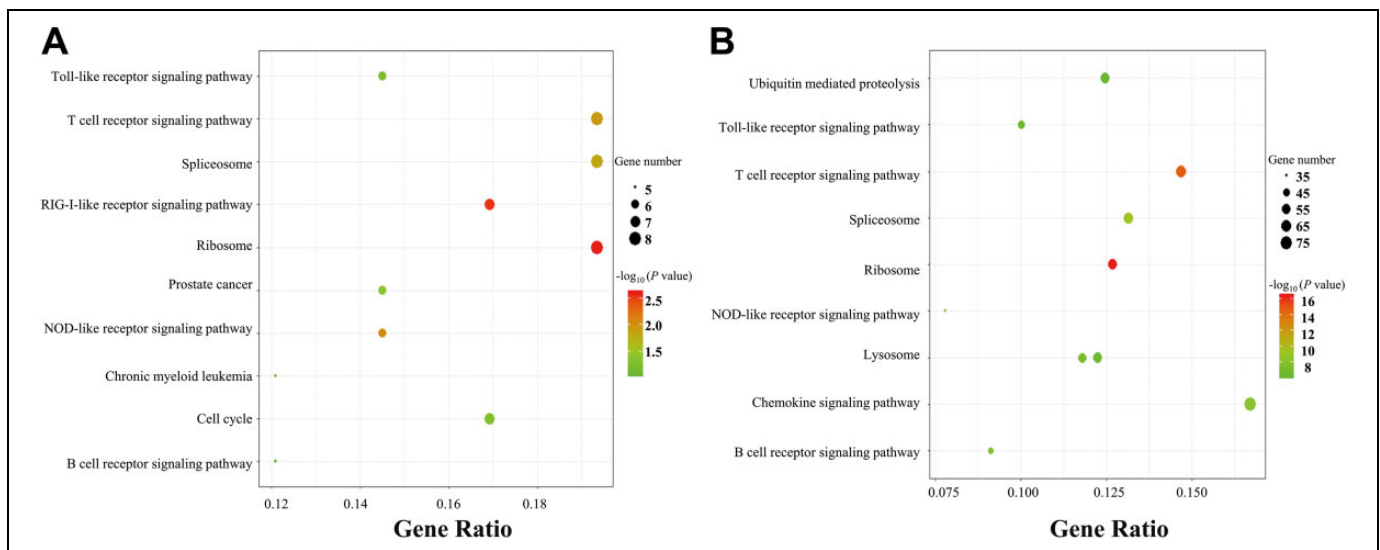 A
Toll-like receptor signaling pathway
T cell receptor signaling pathway
Spliceosome
RIG-I-like receptor signaling pathway
Ribosome
Prostate cancer
NOD-like receptor signaling pathway
Chronic myeloid leukemia
Cell cycle
B cell receptor signaling pathway
0.12 0.14 0.16 0.18
Gene Ratio
Gene number
5
6
7
8
-log10 (P value)
2.5
2.0
1.5
B
Ubiquitin mediated proteolysis
Toll-like receptor signaling pathway
T cell receptor signaling pathway
Spliceosome
Ribosome
NOD-like receptor signaling pathway
Lysosome
Chemokine signaling pathway
B cell receptor signaling pathway
0.075 0.100 0.125 0.150
Gene Ratio
Gene number
35
45
55
65
75
-log10 (P value)
16
14
12
10
8